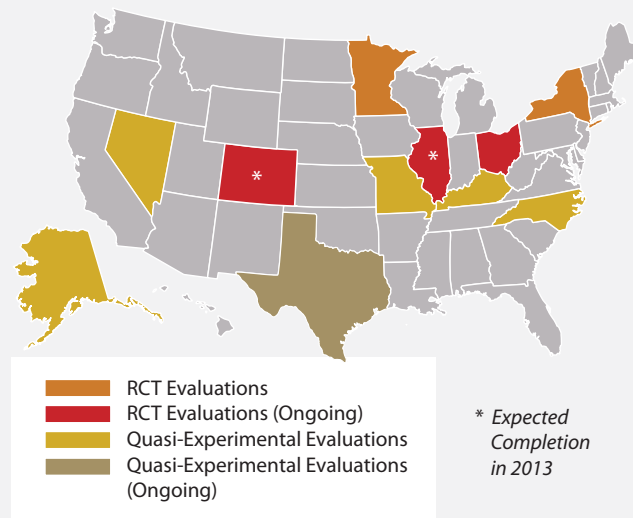 *
*
RCT Evaluations
RCT Evaluations (Ongoing)
Quasi-Experimental Evaluations
Quasi-Experimental Evaluations
(Ongoing)
* Expected
Completion
in 2013